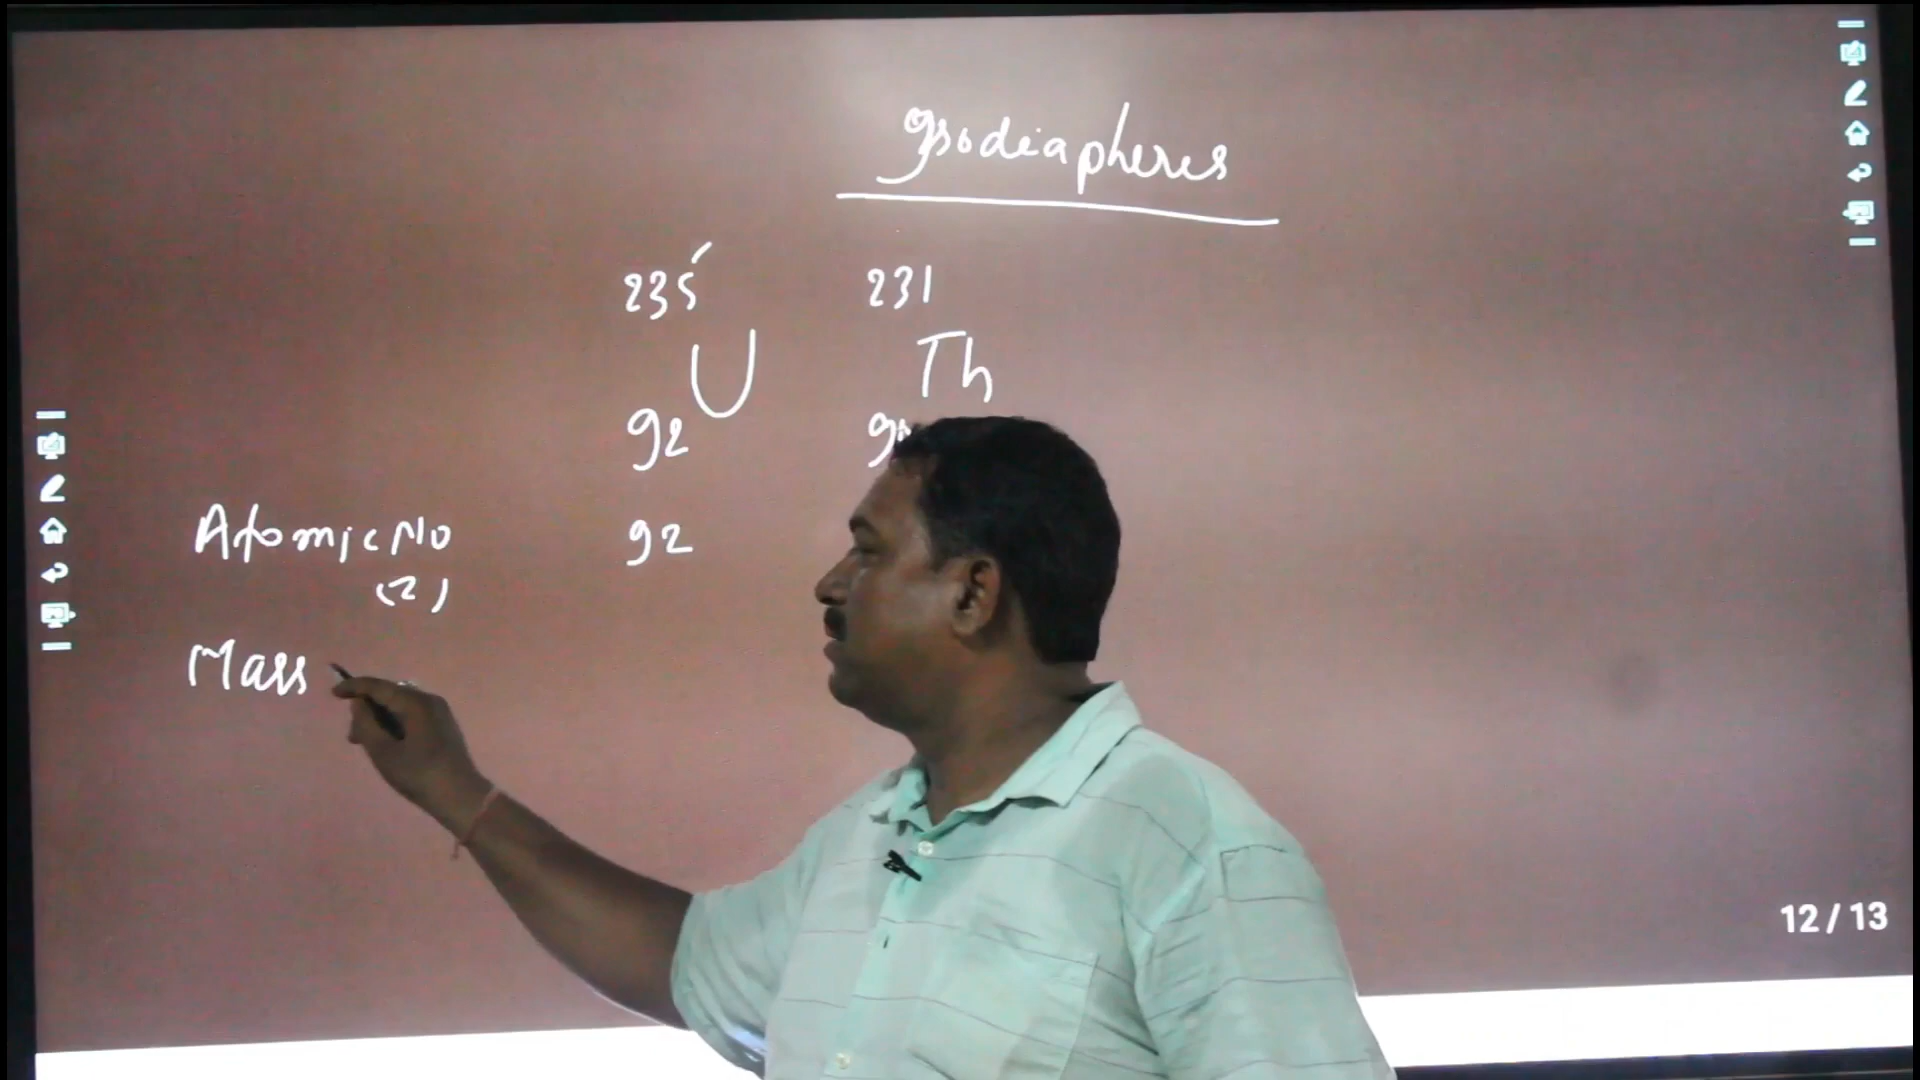 Isodiapheres
235 231
U Th
92
Atomic No 92
(Z)
Mass
12 / 13